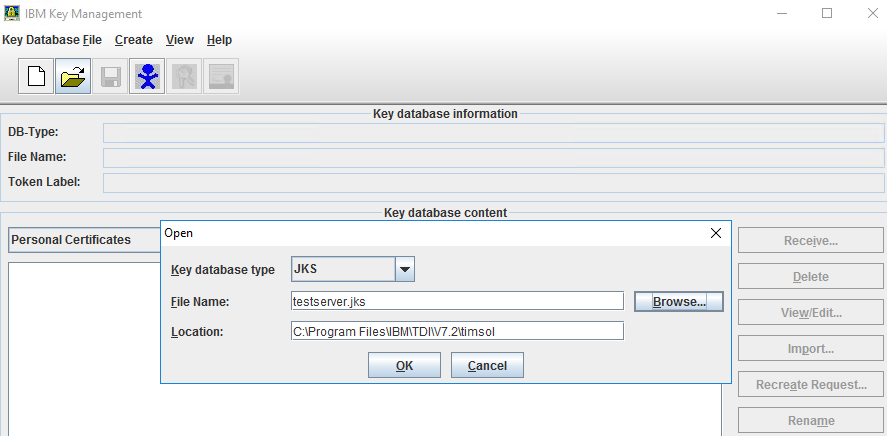 IBM Key Management
Key Database File Create View Help
Key database information
DB-Type:
File Name:
Token Label:
Key database content
Personal Certificates
Open
Key database type JKS
File Name: testserver.jks Browse...
Location: C:\Program Files\IBM\TDI\V7.2\timsol
OK Cancel
Receive...
Delete
View/Edit...
Import...
Recreate Request...
Rename